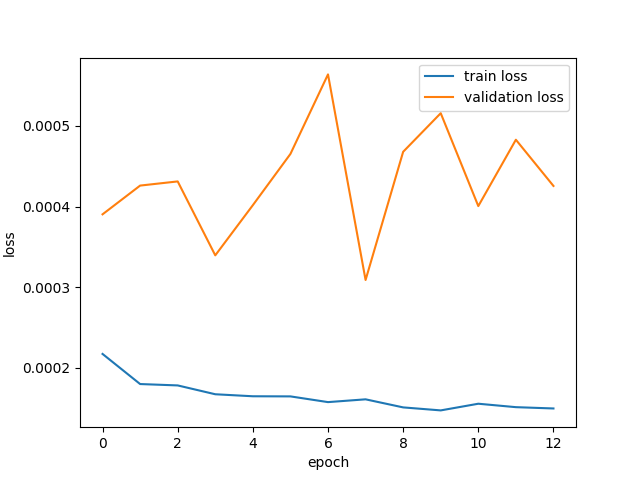 train loss
validation loss
0.0005
0.0004
0.0003
0.0002
loss
0 2 4 6 8 10 12
epoch